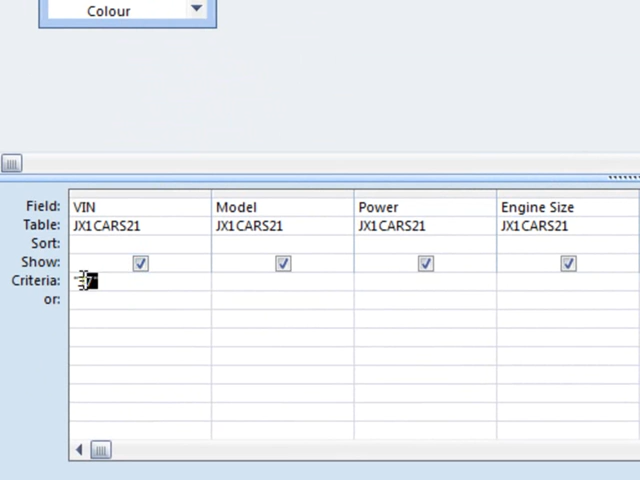 Colour
Field: VIN Model Power Engine Size
Table: JX1CARS21 JX1CARS21 JX1CARS21 JX1CARS21
Sort:
Show:
Criteria:
or: